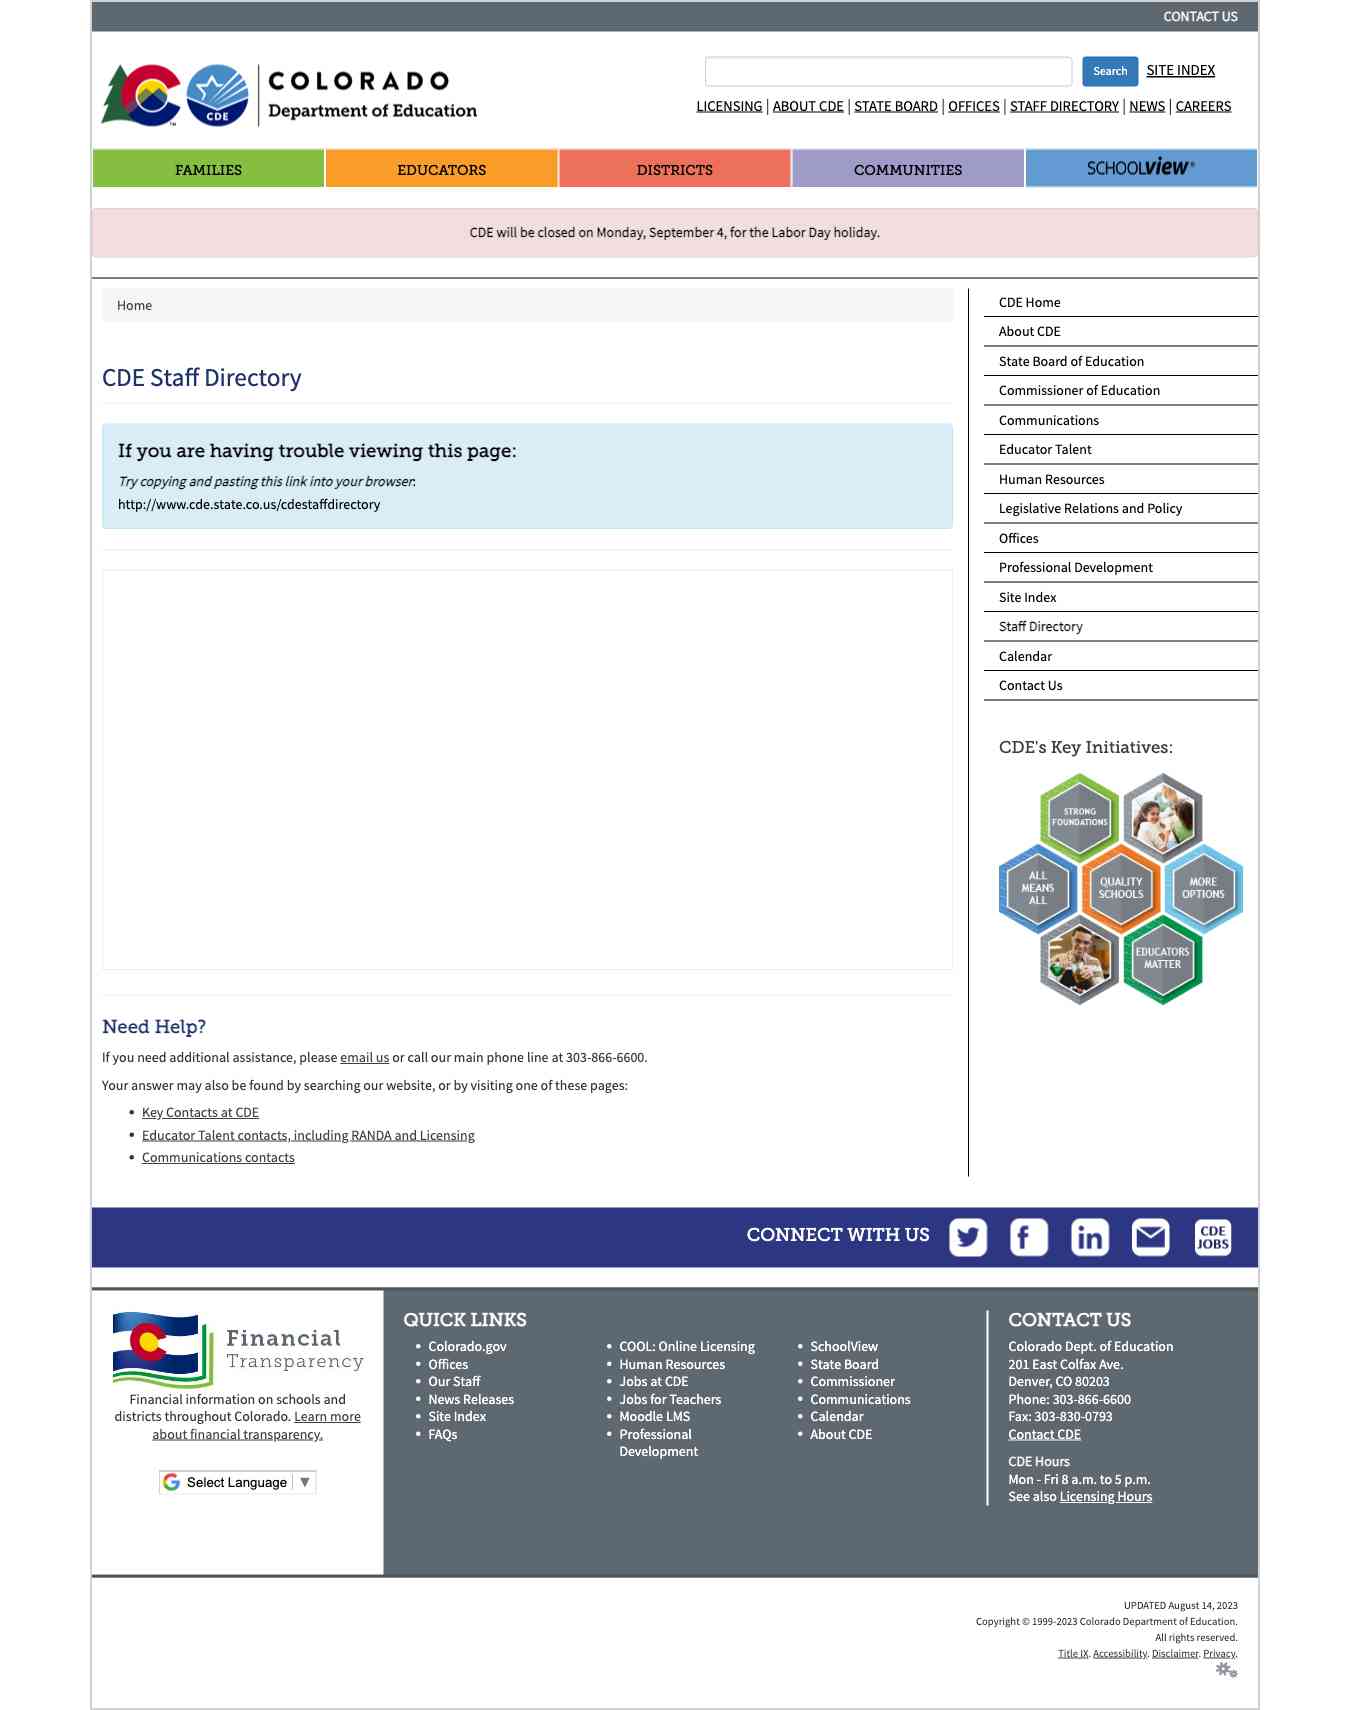 CONTACT US
COLORADO
Department of Education
CDE
TM
Search
SITE INDEX
LICENSING | ABOUT CDE | STATE BOARD | OFFICES | STAFF DIRECTORY | NEWS | CAREERS
FAMILIES
EDUCATORS
DISTRICTS
COMMUNITIES
SCHOOLVIEW®
CDE will be closed on Monday, September 4, for the Labor Day holiday.
Home
CDE Staff Directory
If you are having trouble viewing this page:
Try copying and pasting this link into your browser:
http://www.cde.state.co.us/cdestaffdirectory
Need Help?
If you need additional assistance, please email us or call our main phone line at 303-866-6600.
Your answer may also be found by searching our website, or by visiting one of these pages:
• Key Contacts at CDE
• Educator Talent contacts, including RANDA and Licensing
• Communications contacts
CDE Home
About CDE
State Board of Education
Commissioner of Education
Communications
Educator Talent
Human Resources
Legislative Relations and Policy
Offices
Professional Development
Site Index
Staff Directory
Calendar
Contact Us
CDE's Key Initiatives:
STRONG
FOUNDATIONS
ALL
MEANS
ALL
QUALITY
SCHOOLS
MORE
OPTIONS
EDUCATORS
MATTER
CONNECT WITH US
CDE
JOBS
Financial
Transparency
Financial information on schools and
districts throughout Colorado. Learn more
about financial transparency.
Select Language ▼
QUICK LINKS
• Colorado.gov
• Offices
• Our Staff
• News Releases
• Site Index
• FAQs
• COOL: Online Licensing
• Human Resources
• Jobs at CDE
• Jobs for Teachers
• Moodle LMS
• Professional
Development
• SchoolView
• State Board
• Commissioner
• Communications
• Calendar
• About CDE
CONTACT US
Colorado Dept. of Education
201 East Colfax Ave.
Denver, CO 80203
Phone: 303-866-6600
Fax: 303-830-0793
Contact CDE
CDE Hours
Mon - Fri 8 a.m. to 5 p.m.
See also Licensing Hours
UPDATED August 14, 2023
Copyright © 1999-2023 Colorado Department of Education.
All rights reserved.
Title IX. Accessibility. Disclaimer. Privacy.